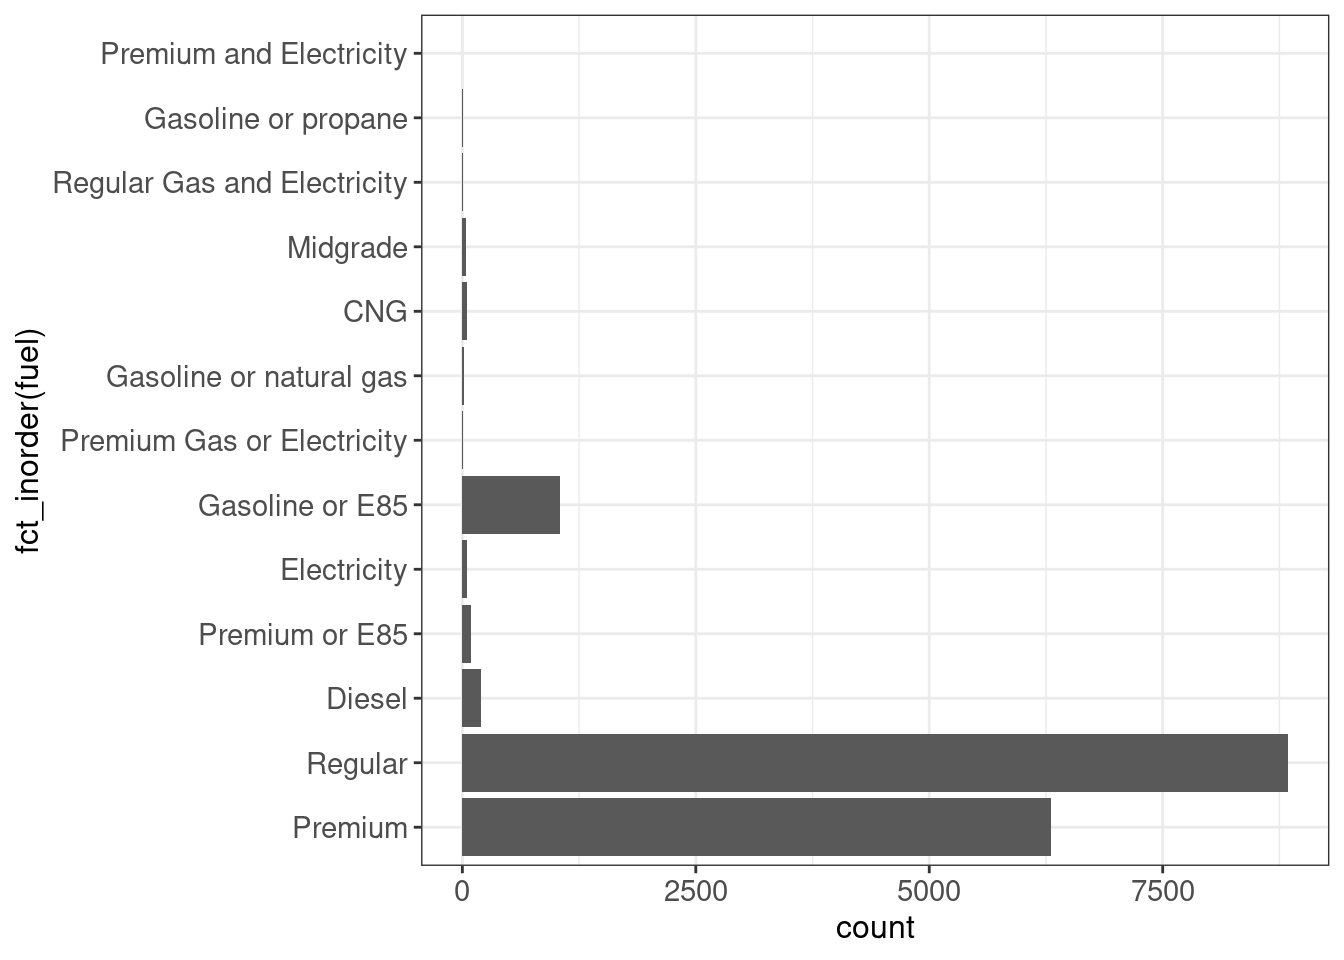 Premium and Electricity
Gasoline or propane
Regular Gas and Electricity
Midgrade
CNG
Gasoline or natural gas
Premium Gas or Electricity
Gasoline or E85
Electricity
Premium or E85
Diesel
Regular
Premium
fct_inorder(fuel)
0 2500 5000 7500
count